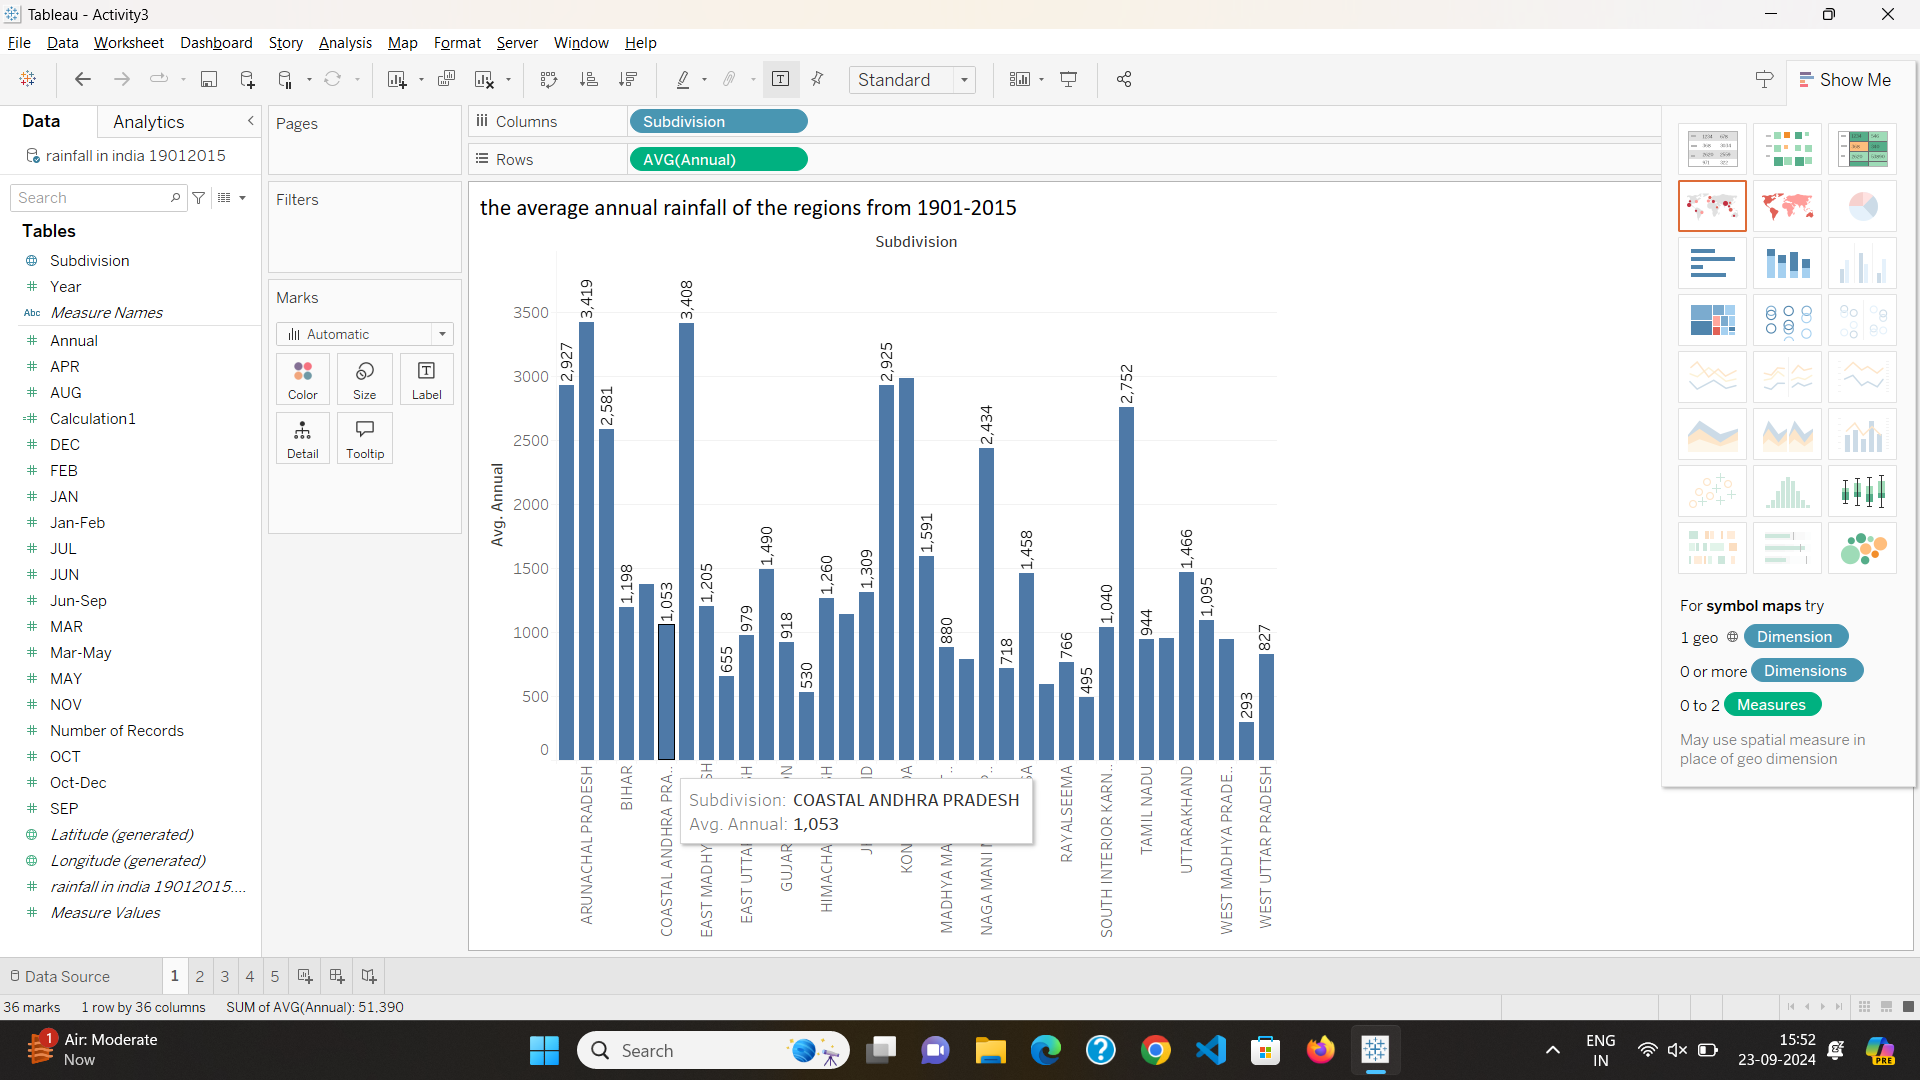 Tableau - Activity3
File Data Worksheet Dashboard Story Analysis Map Format Server Window Help
Standard
Show Me
Data Analytics
rainfall in india 19012015
Search
Tables
Subdivision
Year
Abc Measure Names
Annual
APR
AUG
Calculation1
DEC
FEB
JAN
Jan-Feb
JUL
JUN
Jun-Sep
MAR
Mar-May
MAY
NOV
Number of Records
OCT
Oct-Dec
SEP
Latitude (generated)
Longitude (generated)
rainfall in india 19012015....
Measure Values
Pages
Filters
Marks
Automatic
Color Size Label
Detail Tooltip
Columns Subdivision
Rows AVG(Annual)
the average annual rainfall of the regions from 1901-2015
Subdivision
Avg. Annual
3500
3000
2500
2000
1500
1000
500
0
2,927
3,419
2,581
1,198
1,053
3,408
1,205
655
979
1,490
918
530
1,260
1,309
2,925
1,591
880
2,434
718
1,458
766
495
1,040
2,752
944
1,466
1,095
293
827
ARUNACHAL PRADESH
BIHAR
COASTAL ANDHRA PRA..
EAST MADHY
SH
EAST UTTA
SH
GUJAR
ON
HIMACHA
SH
KON
DA
MADHYA MA
RAYALSEEMA
SOUTH INTERIOR KARN..
TAMIL NADU
UTTARAKHAND
WEST MADHYA PRADE..
WEST UTTAR PRADESH
Subdivision: COASTAL ANDHRA PRADESH
Avg. Annual: 1,053
For symbol maps try
1 geo Dimension
0 or more Dimensions
0 to 2 Measures
May use spatial measure in
place of geo dimension
Data Source 1 2 3 4 5
36 marks 1 row by 36 columns SUM of AVG(Annual): 51,390
1
Air: Moderate
Now
Search
ENG
IN
15:52
23-09-2024
PRE